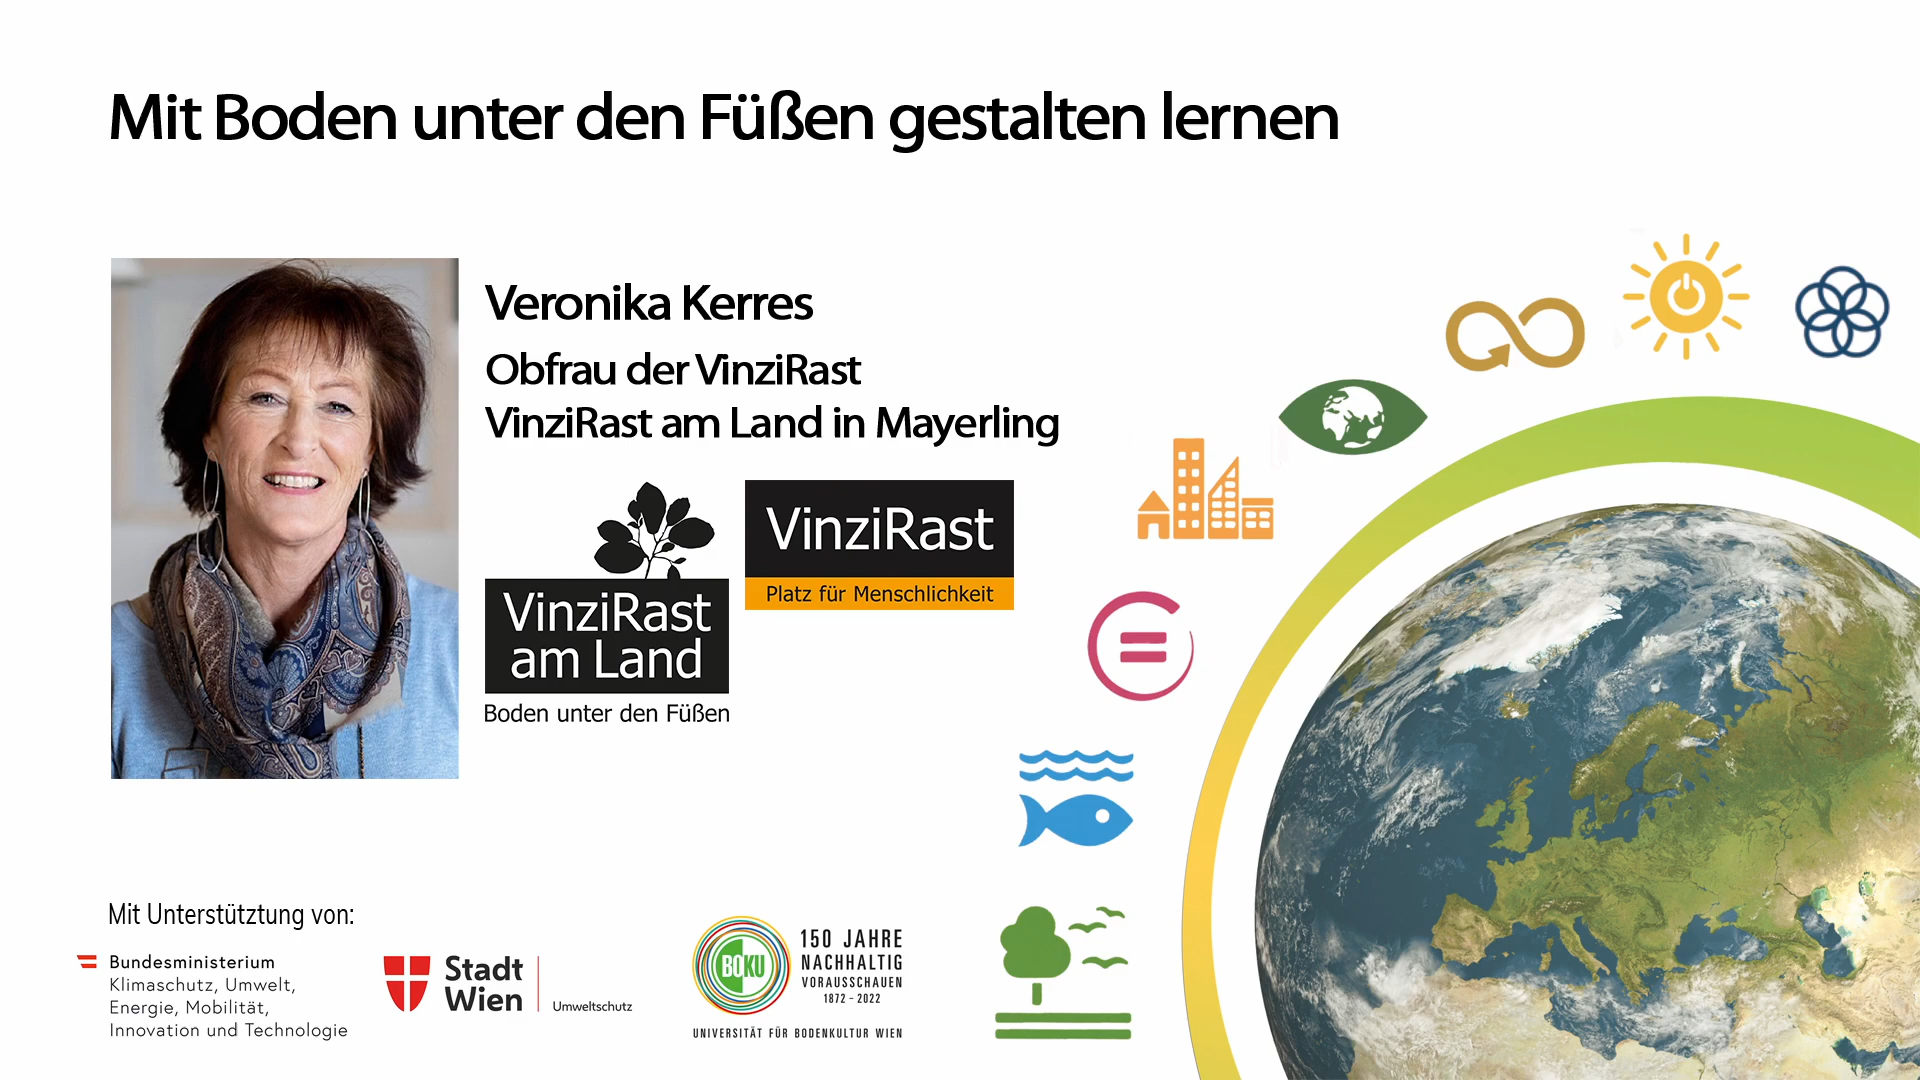 Mit Boden unter den Füßen gestalten lernen
Veronika Kerres
Obfrau der VinziRast
VinziRast am Land in Mayerling
VinziRast
am Land
Boden unter den Füßen
VinziRast
Platz für Menschlichkeit
Mit Unterstütztung von:
Bundesministerium
Klimaschutz, Umwelt,
Energie, Mobilität,
Innovation und Technologie
Stadt
Wien
Umweltschutz
BOKU
150 JAHRE
NACHHALTIG
VORAUSSCHAUEN
1872 - 2022
UNIVERSITÄT FÜR BODENKULTUR WIEN